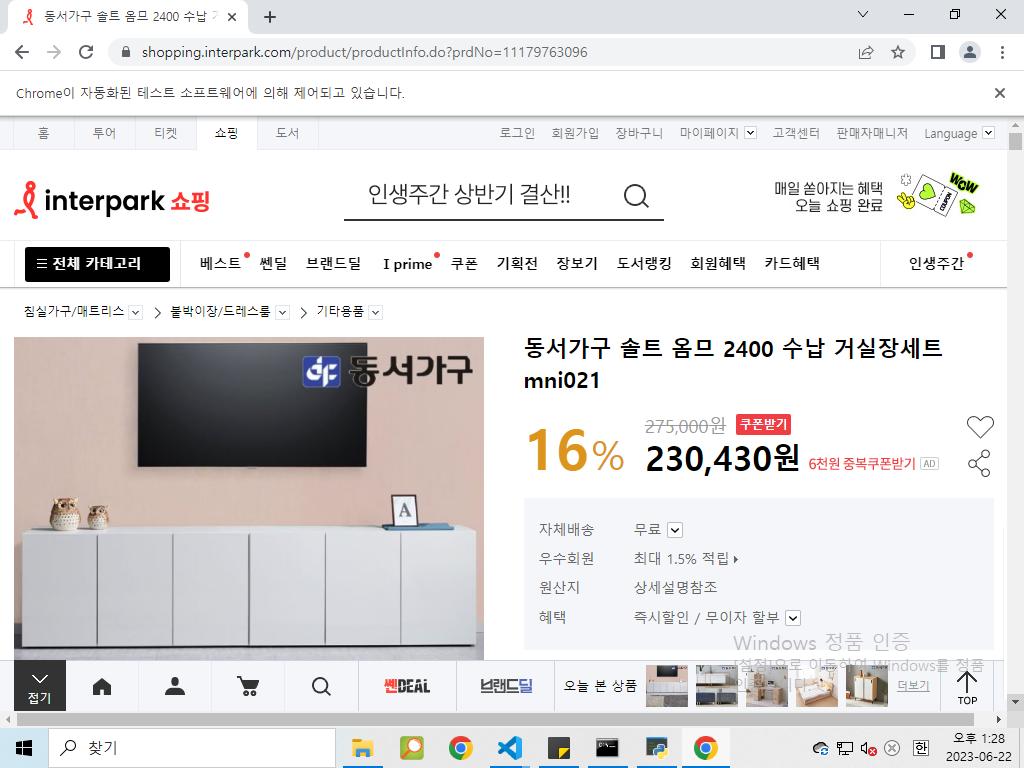 동서가구 솔트 옴므 2400 수납
shopping.interpark.com/product/productInfo.do?prdNo=11179763096
Chrome이 자동화된 테스트 소프트웨어에 의해 제어되고 있습니다.
홈 투어 티켓 쇼핑 도서 로그인 회원가입 장바구니 마이페이지 고객센터 판매자매니저 Language
interpark 쇼핑 인생주간 상반기 결산!! 매일 쏟아지는 혜택
오늘 쇼핑 완료
WOW
COUPON
전체 카테고리 베스트 쎈딜 브랜드딜 I prime 쿠폰 기획전 장보기 도서랭킹 회원혜택 카드혜택 인생주간
침실가구/매트리스 붙박이장/드레스룸 기타용품
동서가구
A
동서가구 솔트 옴므 2400 수납 거실장세트
mni021
16% 275,000원 쿠폰받기
230,430원 6천원 중복쿠폰받기 AD
자체배송 무료
우수회원 최대 1.5% 적립
원산지 상세설명참조
혜택 즉시할인 / 무이자 할부
Windows 정품 인증
[설정]으로 이동하여 Windows를 정품
접기 쎈DEAL 브랜드딜 오늘 본 상품 더보기 TOP
찾기 한 오후 1:28
2023-06-22